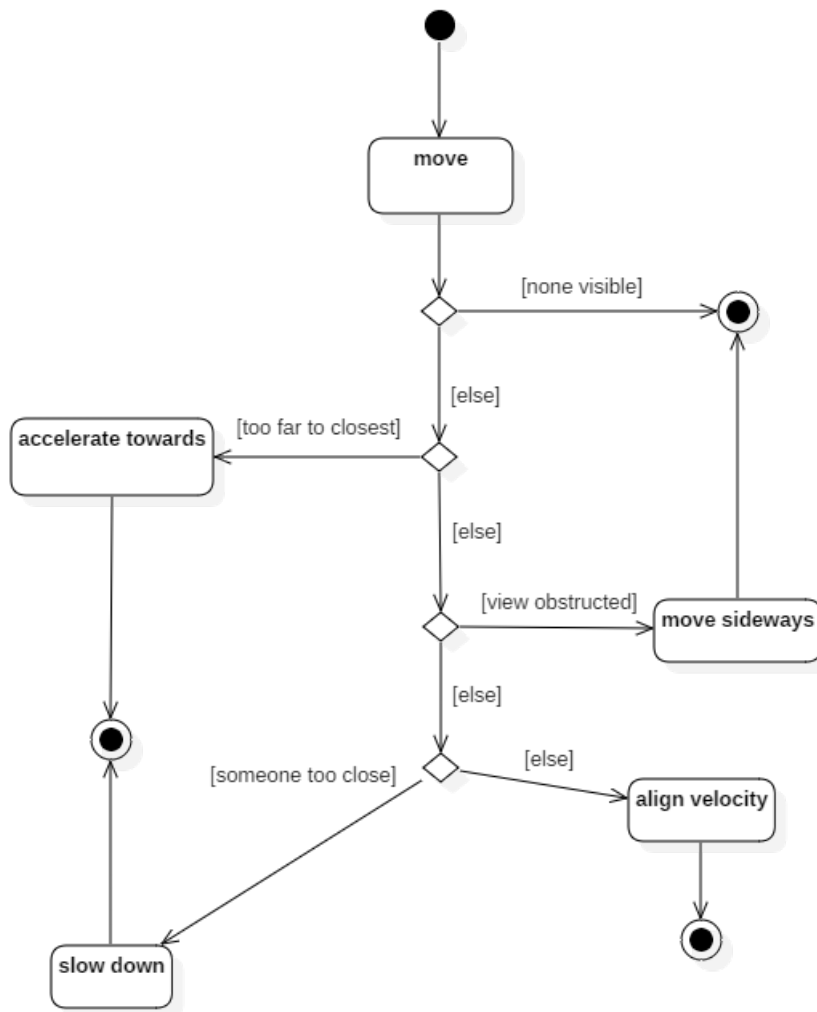 move
[none visible]
[else]
[too far to closest]
accelerate towards
[else]
[view obstructed]
move sideways
[else]
[else]
[someone too close]
align velocity
slow down